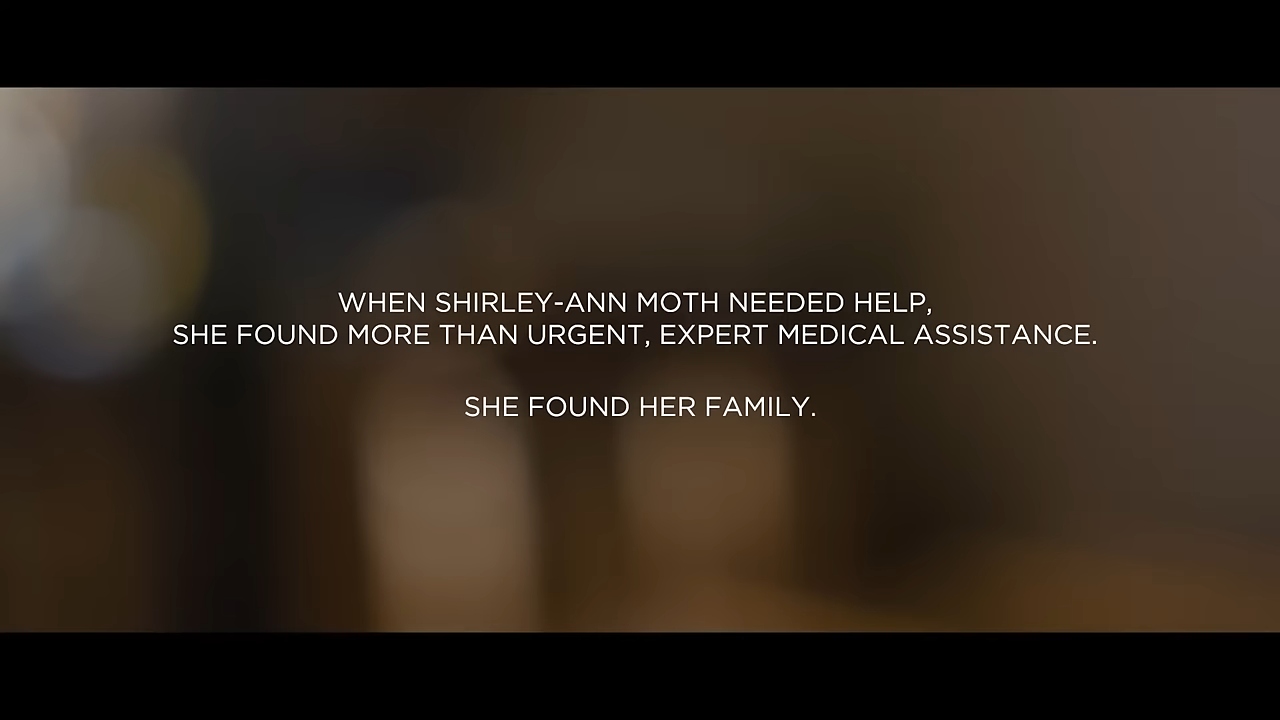 WHEN SHIRLEY-ANN MOTH NEEDED HELP,
SHE FOUND MORE THAN URGENT, EXPERT MEDICAL ASSISTANCE.
SHE FOUND HER FAMILY.